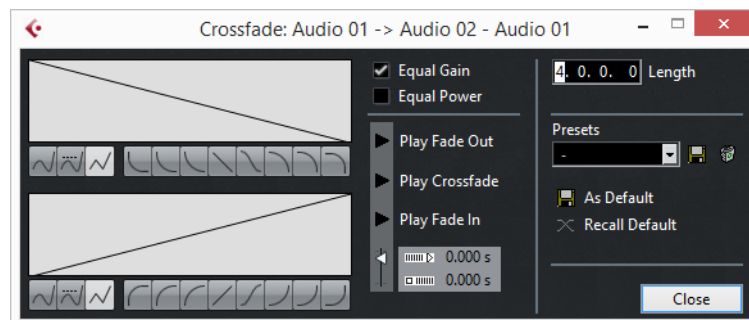 Crossfade: Audio 01 -> Audio 02 - Audio 01
Equal Gain
Equal Power
Play Fade Out
Play Crossfade
Play Fade In
0.000 s
0.000 s
4. 0. 0. 0 Length
Presets
-
As Default
Recall Default
Close